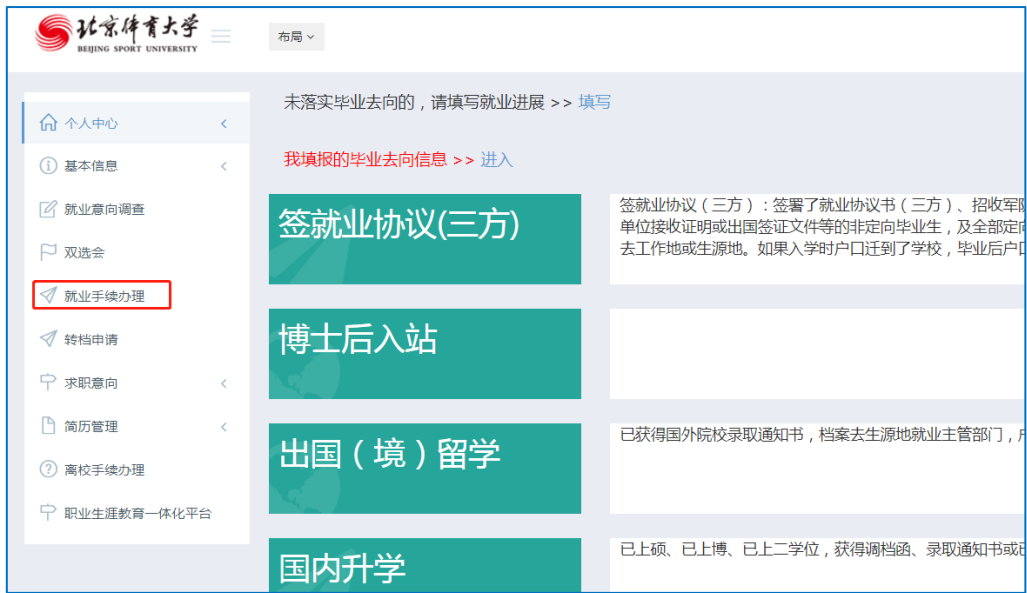 北京体育大学
BEIJING SPORT UNIVERSITY
布局
个人中心
基本信息
就业意向调查
双选会
就业手续办理
转档申请
求职意向
简历管理
离校手续办理
职业生涯教育一体化平台
未落实毕业去向的，请填写就业进展 >> 填写
我填报的毕业去向信息 >> 进入
签就业协议(三方)
签就业协议（三方）：签署了就业协议书（三方）、招收军
单位接收证明或出国签证文件等的非定向毕业生，及全部定
去工作地或生源地。如果入学时户口迁到了学校，毕业后户
博士后入站
出国（境）留学
已获得国外院校录取通知书，档案去生源地就业主管部门，
国内升学
已上硕、已上博、已上二学位，获得调档函、录取通知书或